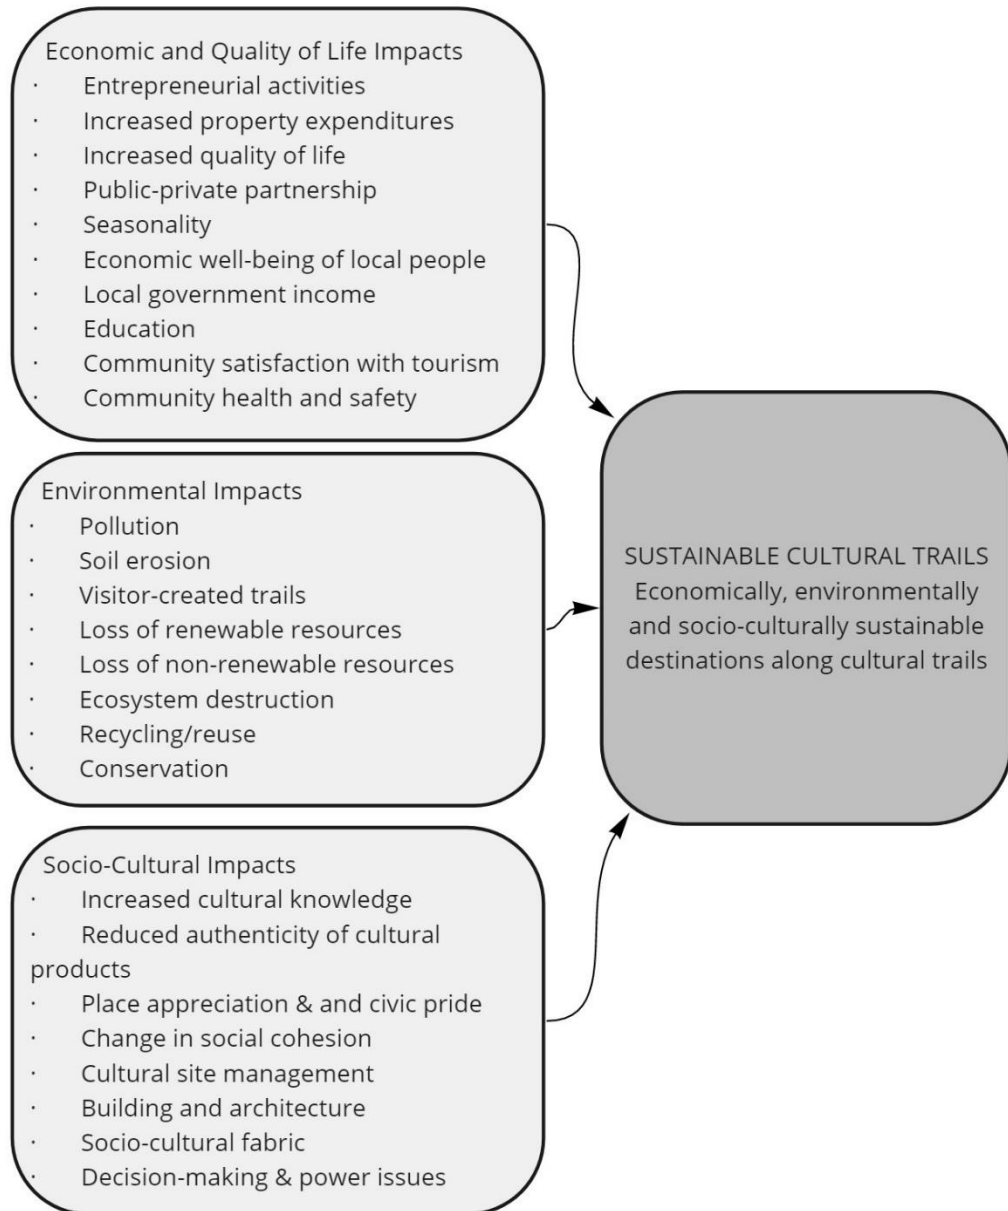 Economic and Quality of Life Impacts
· Entrepreneurial activities
· Increased property expenditures
· Increased quality of life
· Public-private partnership
· Seasonality
· Economic well-being of local people
· Local government income
· Education
· Community satisfaction with tourism
· Community health and safety
Environmental Impacts
· Pollution
· Soil erosion
· Visitor-created trails
· Loss of renewable resources
· Loss of non-renewable resources
· Ecosystem destruction
· Recycling/reuse
· Conservation
Socio-Cultural Impacts
· Increased cultural knowledge
· Reduced authenticity of cultural
products
· Place appreciation & and civic pride
· Change in social cohesion
· Cultural site management
· Building and architecture
· Socio-cultural fabric
· Decision-making & power issues
SUSTAINABLE CULTURAL TRAILS
Economically, environmentally
and socio-culturally sustainable
destinations along cultural trails